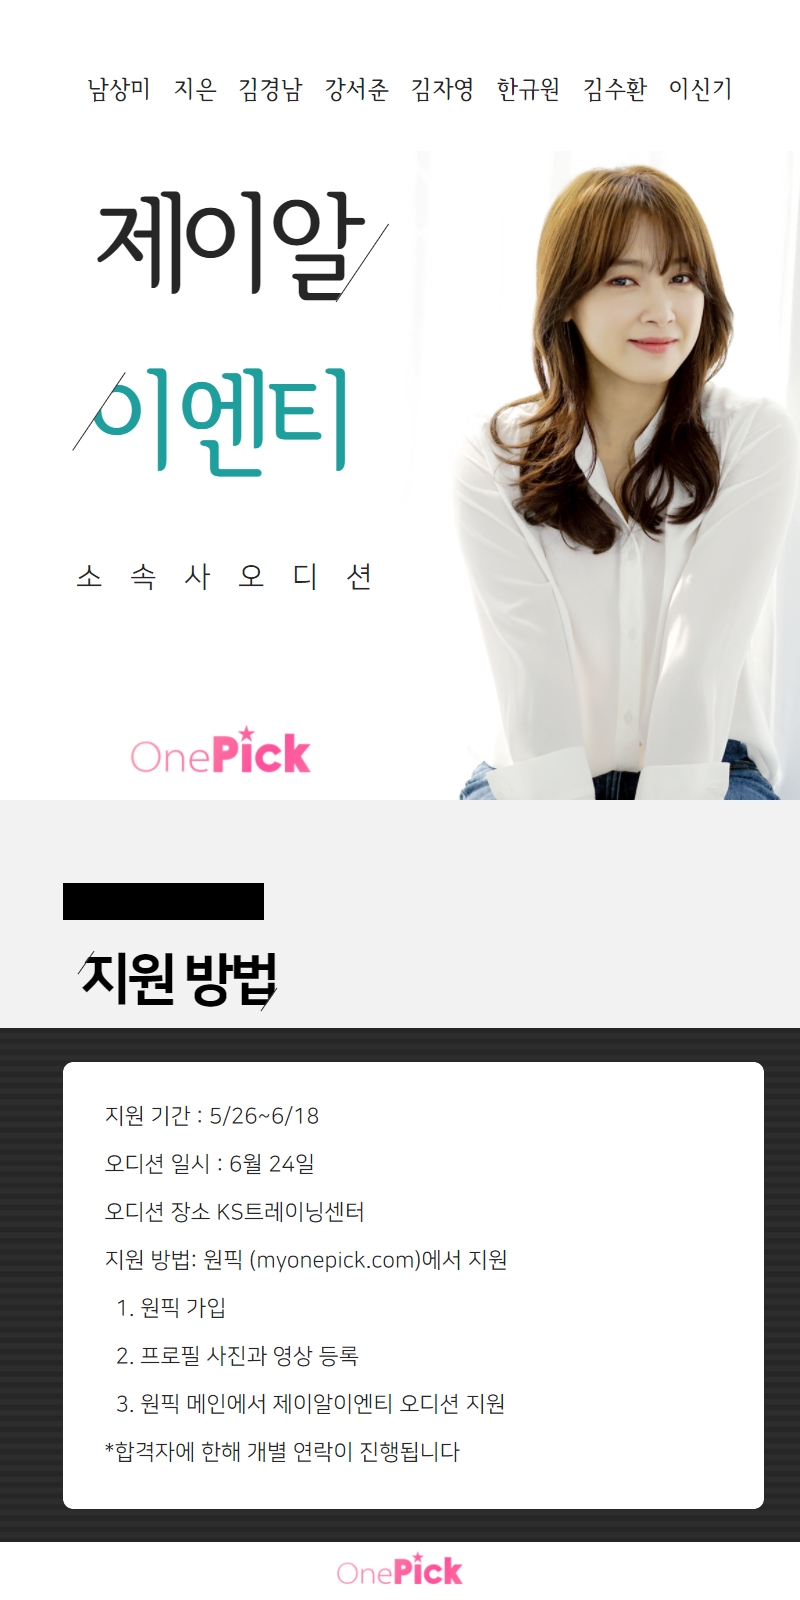 남상미 지은 김경남 강서준 김자영 한규원 김수환 이신기
제이알
이엔티
소속사오디션
OnePick
지원 방법
지원 기간 : 5/26~6/18
오디션 일시 : 6월 24일
오디션 장소 KS트레이닝센터
지원 방법: 원픽 (myonepick.com)에서 지원
1. 원픽 가입
2. 프로필 사진과 영상 등록
3. 원픽 메인에서 제이알이엔티 오디션 지원
*합격자에 한해 개별 연락이 진행됩니다
OnePick